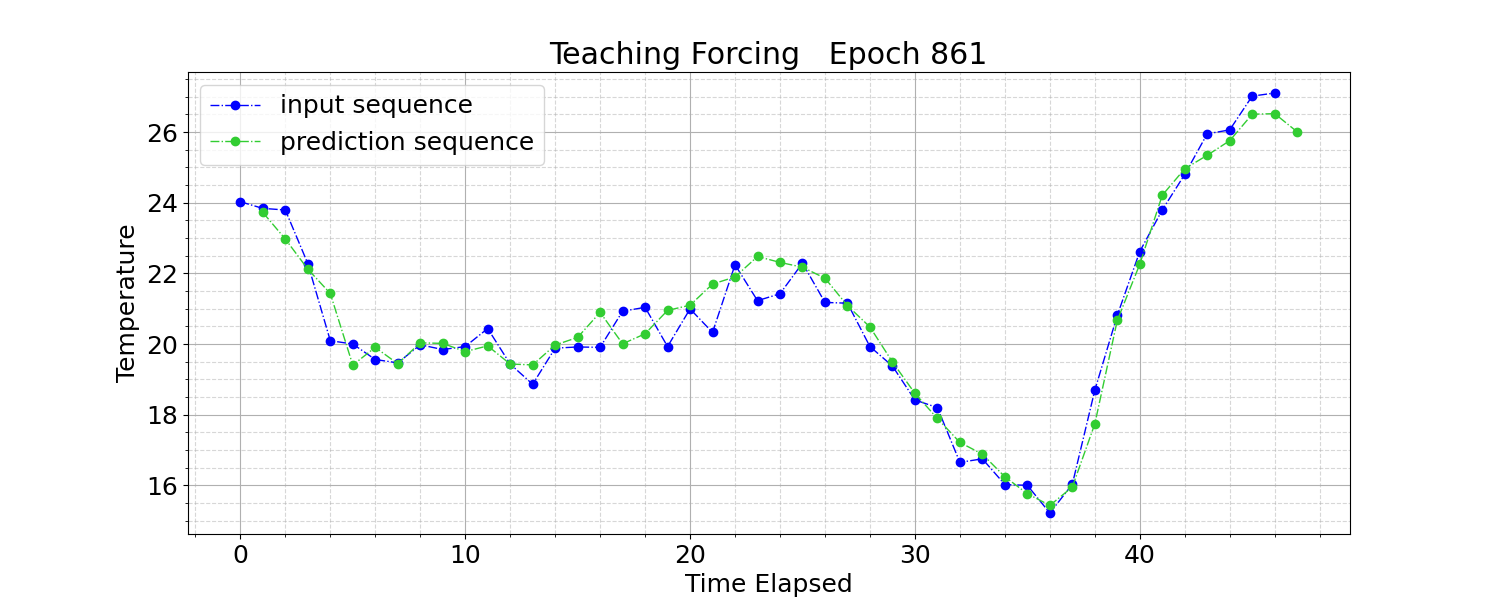 Teaching Forcing   Epoch 861
input sequence
prediction sequence
Temperature
26
24
22
20
18
16
0 10 20 30 40
Time Elapsed